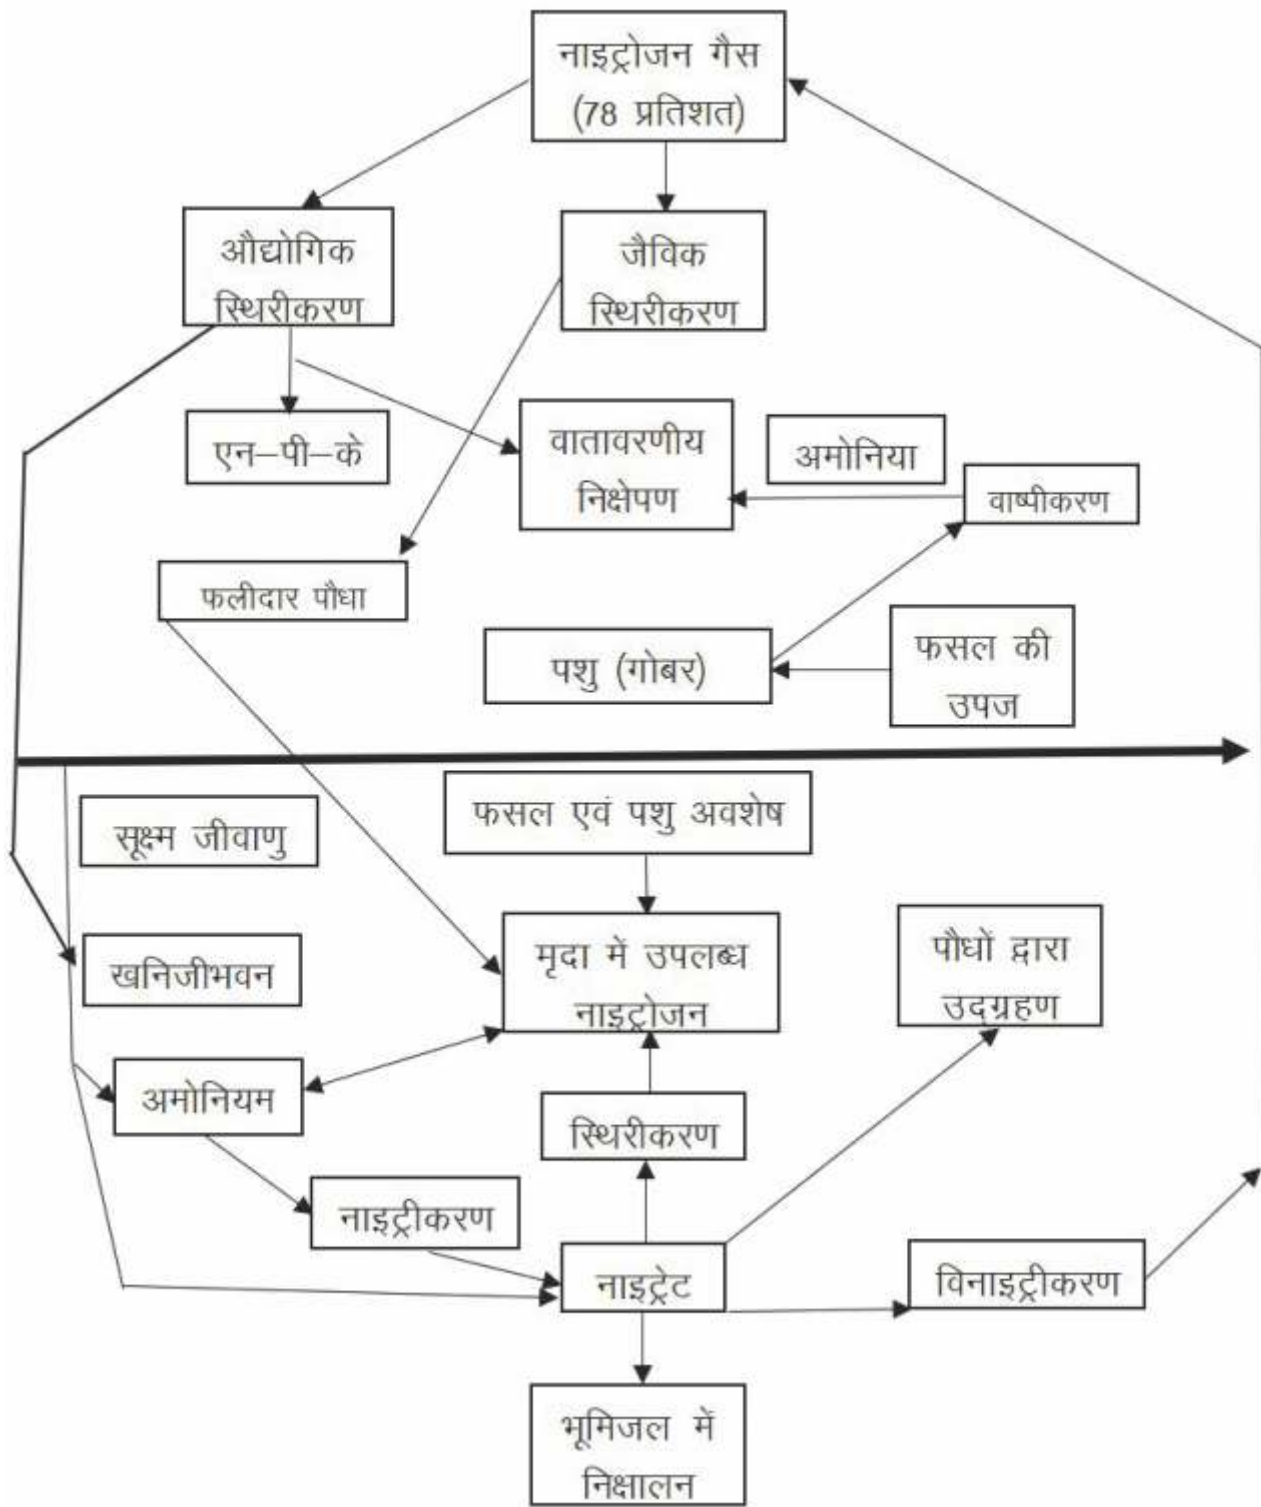 नाइट्रोजन गैस
(78 प्रतिशत)
औद्योगिक
स्थिरीकरण
जैविक
स्थिरीकरण
एन–पी–के
वातावरणीय
निक्षेपण
अमोनिया
वाष्पीकरण
फलीदार पौधा
पशु (गोबर)
फसल की
उपज
सूक्ष्म जीवाणु
फसल एवं पशु अवशेष
खनिजीभवन
मृदा में उपलब्ध
नाइट्रोजन
पौधों द्वारा
उद्ग्रहण
अमोनियम
स्थिरीकरण
नाइट्रीकरण
नाइट्रेट
विनाइट्रीकरण
भूमिजल में
निक्षालन